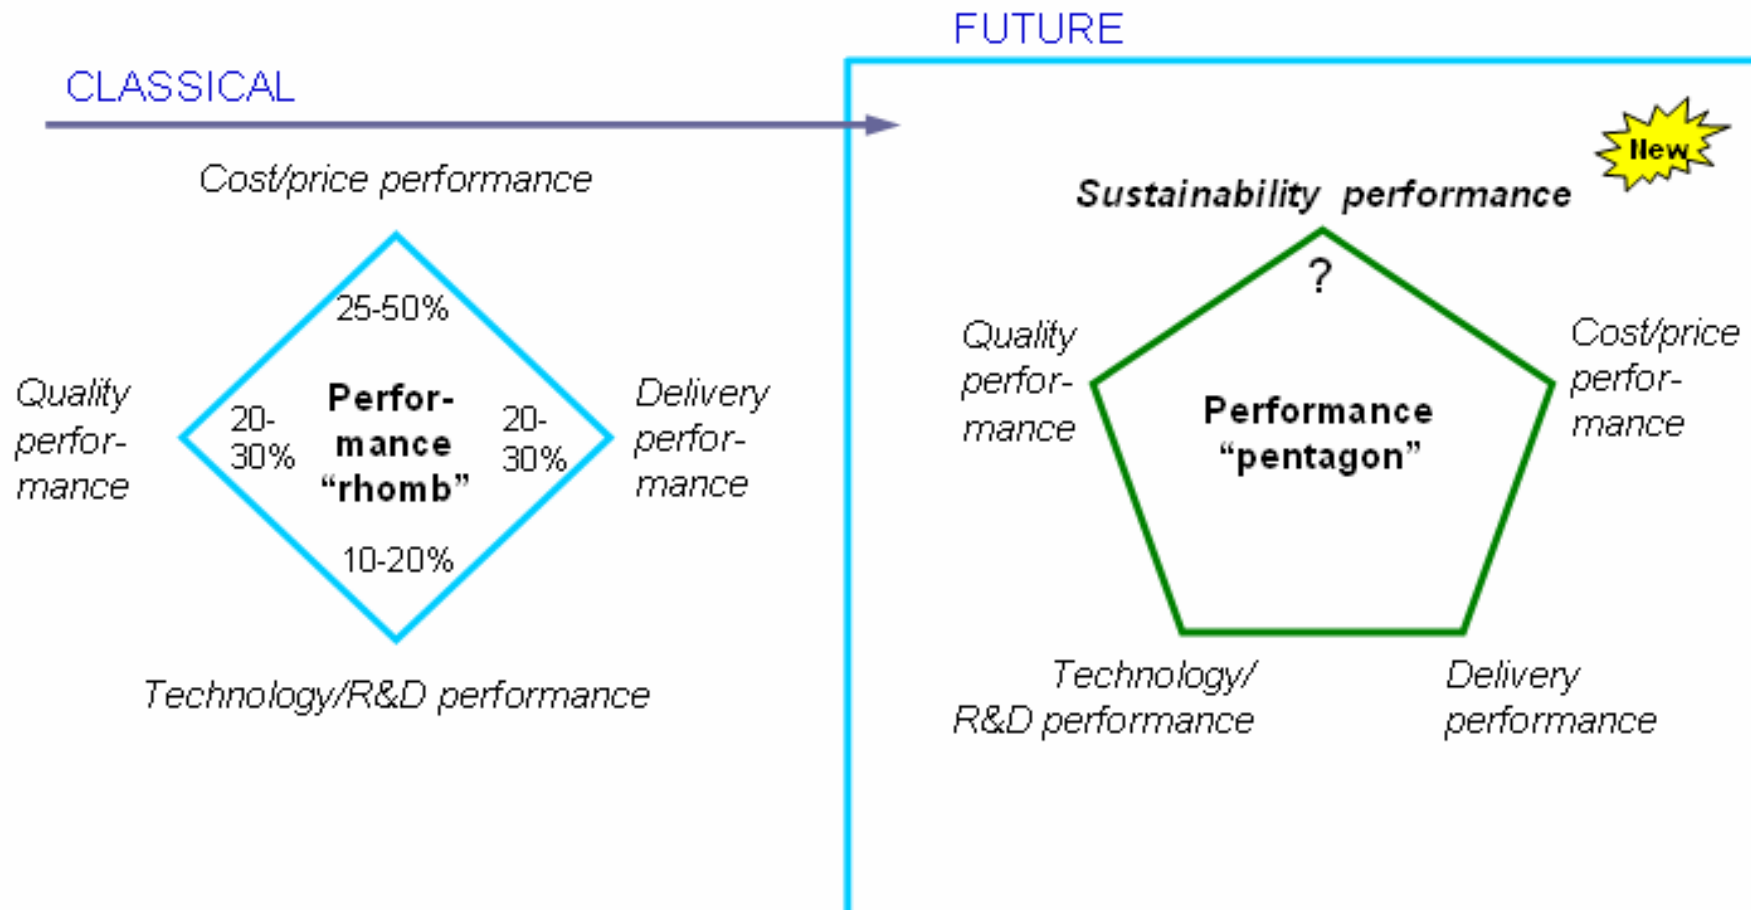 CLASSICAL
Cost/price performance
25-50%
Quality
perfor-
mance
20-
30%
Perfor-
mance
“rhomb”
20-
30%
Delivery
perfor-
mance
10-20%
Technology/R&D performance
FUTURE
New
Sustainability performance
?
Quality
perfor-
mance
Cost/price
perfor-
mance
Performance
“pentagon”
Technology/
R&D performance
Delivery
performance